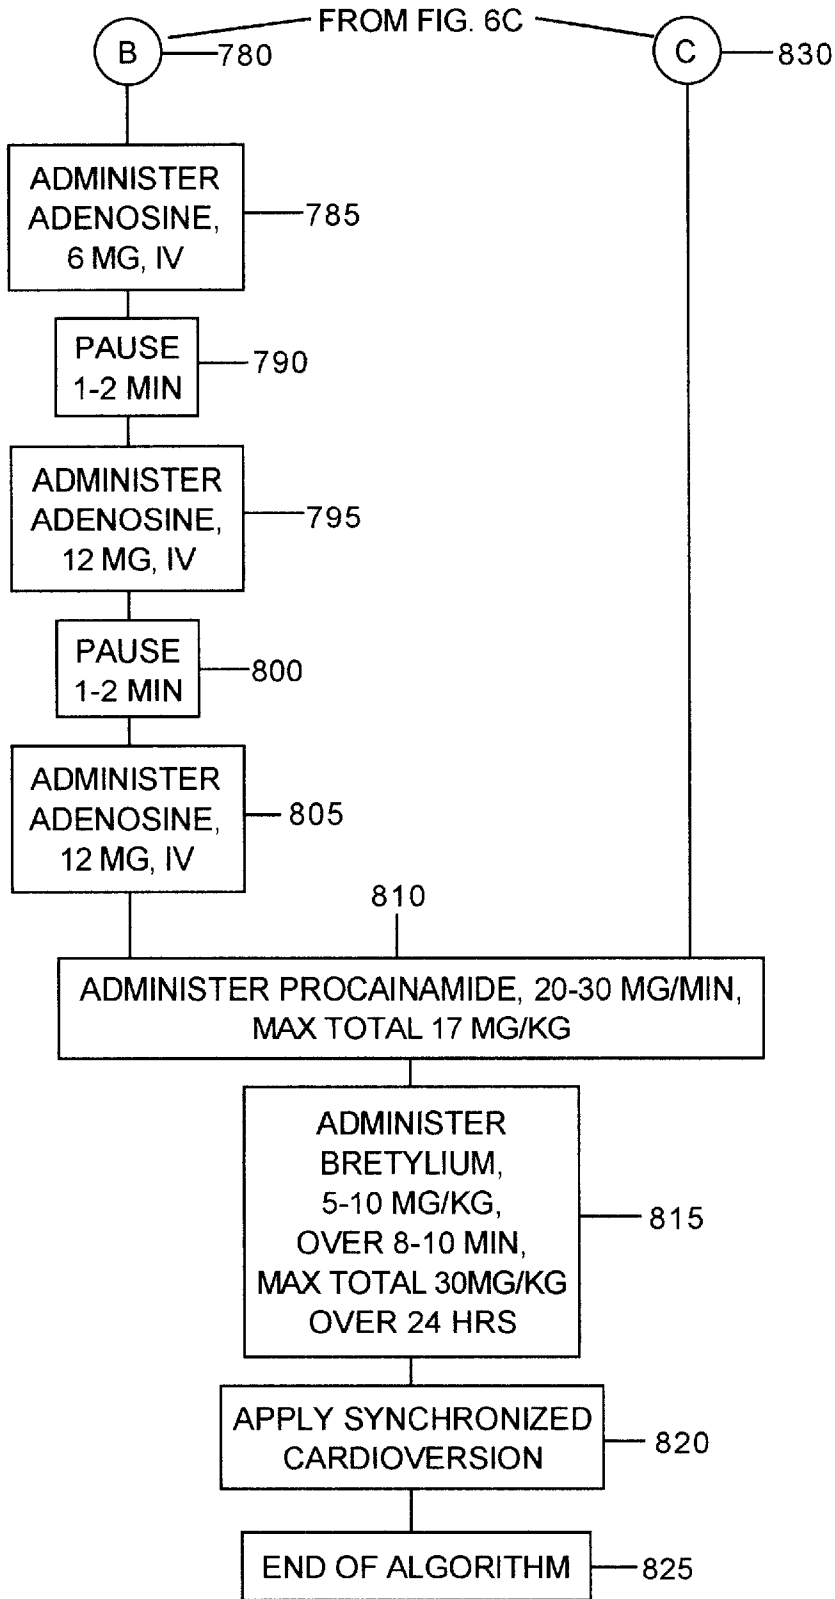 FROM FIG. 6C
B
780
C
830
ADMINISTER
ADENOSINE,
6 MG, IV
785
PAUSE
1-2 MIN
790
ADMINISTER
ADENOSINE,
12 MG, IV
795
PAUSE
1-2 MIN
800
ADMINISTER
ADENOSINE,
12 MG, IV
805
810
ADMINISTER PROCAINAMIDE, 20-30 MG/MIN,
MAX TOTAL 17 MG/KG
ADMINISTER
BRETYLIUM,
5-10 MG/KG,
OVER 8-10 MIN,
MAX TOTAL 30MG/KG
OVER 24 HRS
815
APPLY SYNCHRONIZED
CARDIOVERSION
820
END OF ALGORITHM
825